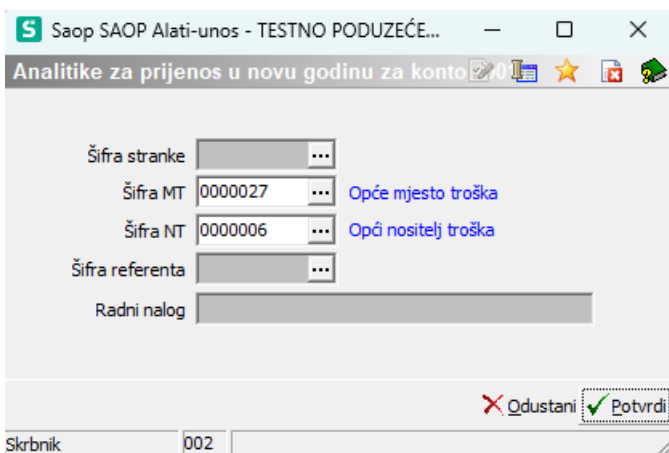 S Saop SAOP Alati-unos - TESTNO PODUZEĆE...
Analitike za prijenos u novu godinu za konto
Šifra stranke ...
Šifra MT 0000027 ... Opće mjesto troška
Šifra NT 0000006 ... Opći nositelj troška
Šifra referenta ...
Radni nalog
Odustani Potvrdi
Skrbnik 002